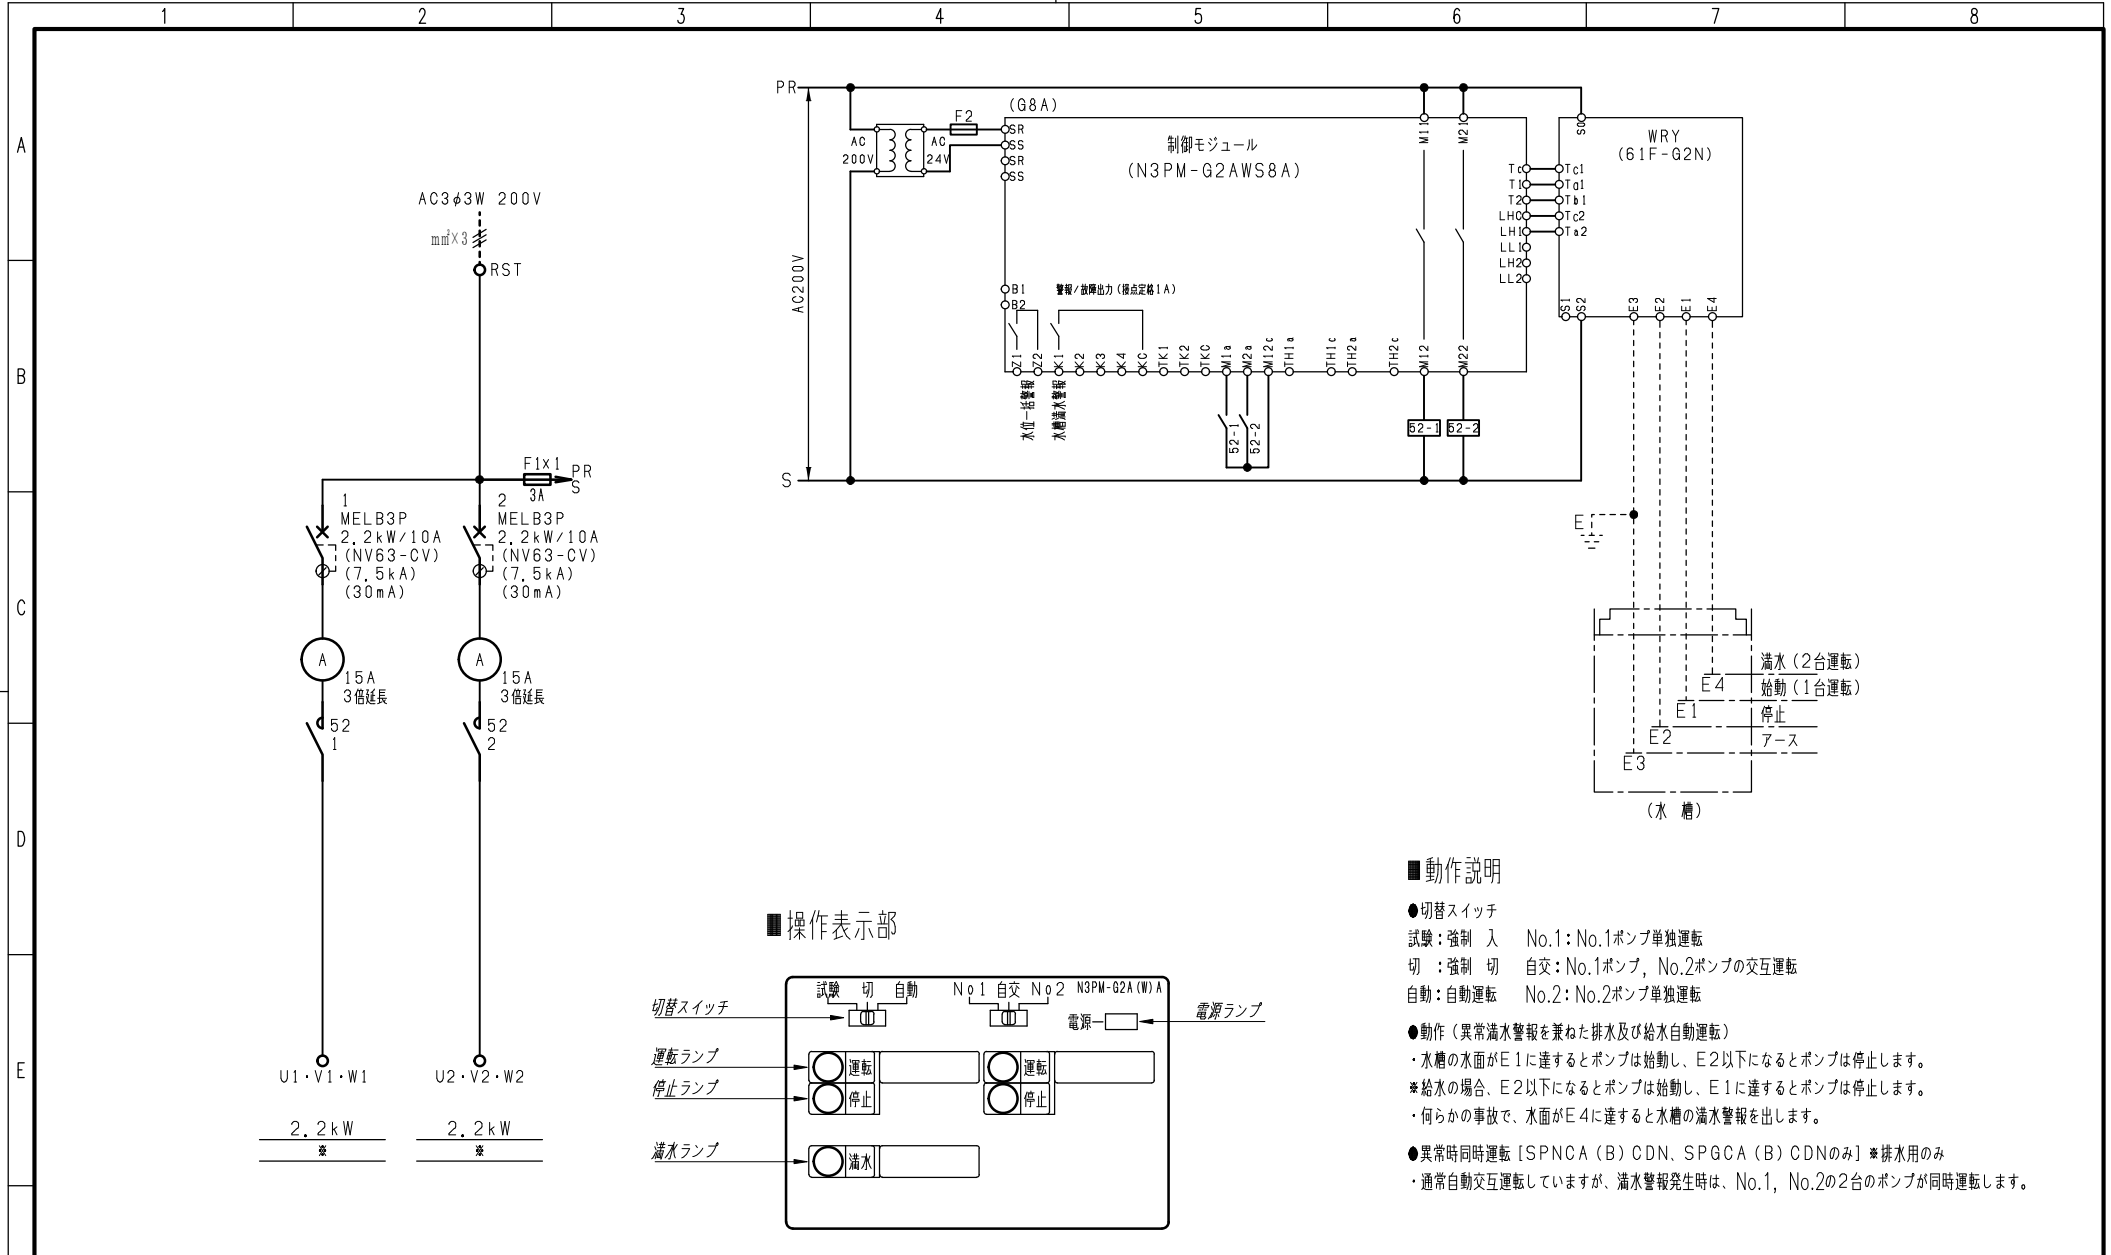 1 2 3 4 5 6 7 8
A
B
C
D
E
AC3φ3W 200V
mm²×3
RST
F1x1
3A
PR
S
1
MELB3P
2.2kW/10A
(NV63-CV)
(7.5kA)
(30mA)
2
MELB3P
2.2kW/10A
(NV63-CV)
(7.5kA)
(30mA)
A
15A
3倍延長
A
15A
3倍延長
52
1
52
2
U1・V1・W1
U2・V2・W2
2.2kW
※
2.2kW
※
PR
AC200V
S
AC
200V
AC
24V
F2
(G8A)
SR
SS
SR
SS
制御モジュール
(N3PM-G2AWS8A)
M11
M21
Tc
T1
T2
LHC
LH1
LL1
LH2
LL2
B1
B2
警報/故障出力(接点定格1A)
Z1
Z2
K1
K2
K3
K4
KC
TK1
TK2
TKC
M1a
M2a
M12c
TH1a
TH1c
TH2a
TH2c
M12
M22
水位一括警報
水槽満水警報
52-1
52-2
52-1
52-2
S0
WRY
(61F-G2N)
Tc1
Ta1
Tb1
Tc2
Ta2
S1
S2
E3
E2
E1
E4
E
E4
満水(2台運転)
E1
始動(1台運転)
E2
停止
E3
アース
(水 槽)
■操作表示部
試験 切 自動
No1 自交 No2
N3PM-G2A(W)A
切替スイッチ
電源
電源ランプ
運転ランプ
運転
運転
停止ランプ
停止
停止
満水ランプ
満水
■動作説明
●切替スイッチ
試験:強制 入 No.1:No.1ポンプ単独運転
切 :強制 切 自交:No.1ポンプ, No.2ポンプの交互運転
自動:自動運転 No.2:No.2ポンプ単独運転
●動作(異常満水警報を兼ねた排水及び給水自動運転)
・水槽の水面がE1に達するとポンプは始動し、E2以下になるとポンプは停止します。
※給水の場合、E2以下になるとポンプは始動し、E1に達するとポンプは停止します。
・何らかの事故で、水面がE4に達すると水槽の満水警報を出します。
●異常時同時運転 [SPNCA(B)CDN、SPGCA(B)CDNのみ] ※排水用のみ
・通常自動交互運転していますが、満水警報発生時は、No.1, No.2の2台のポンプが同時運転します。